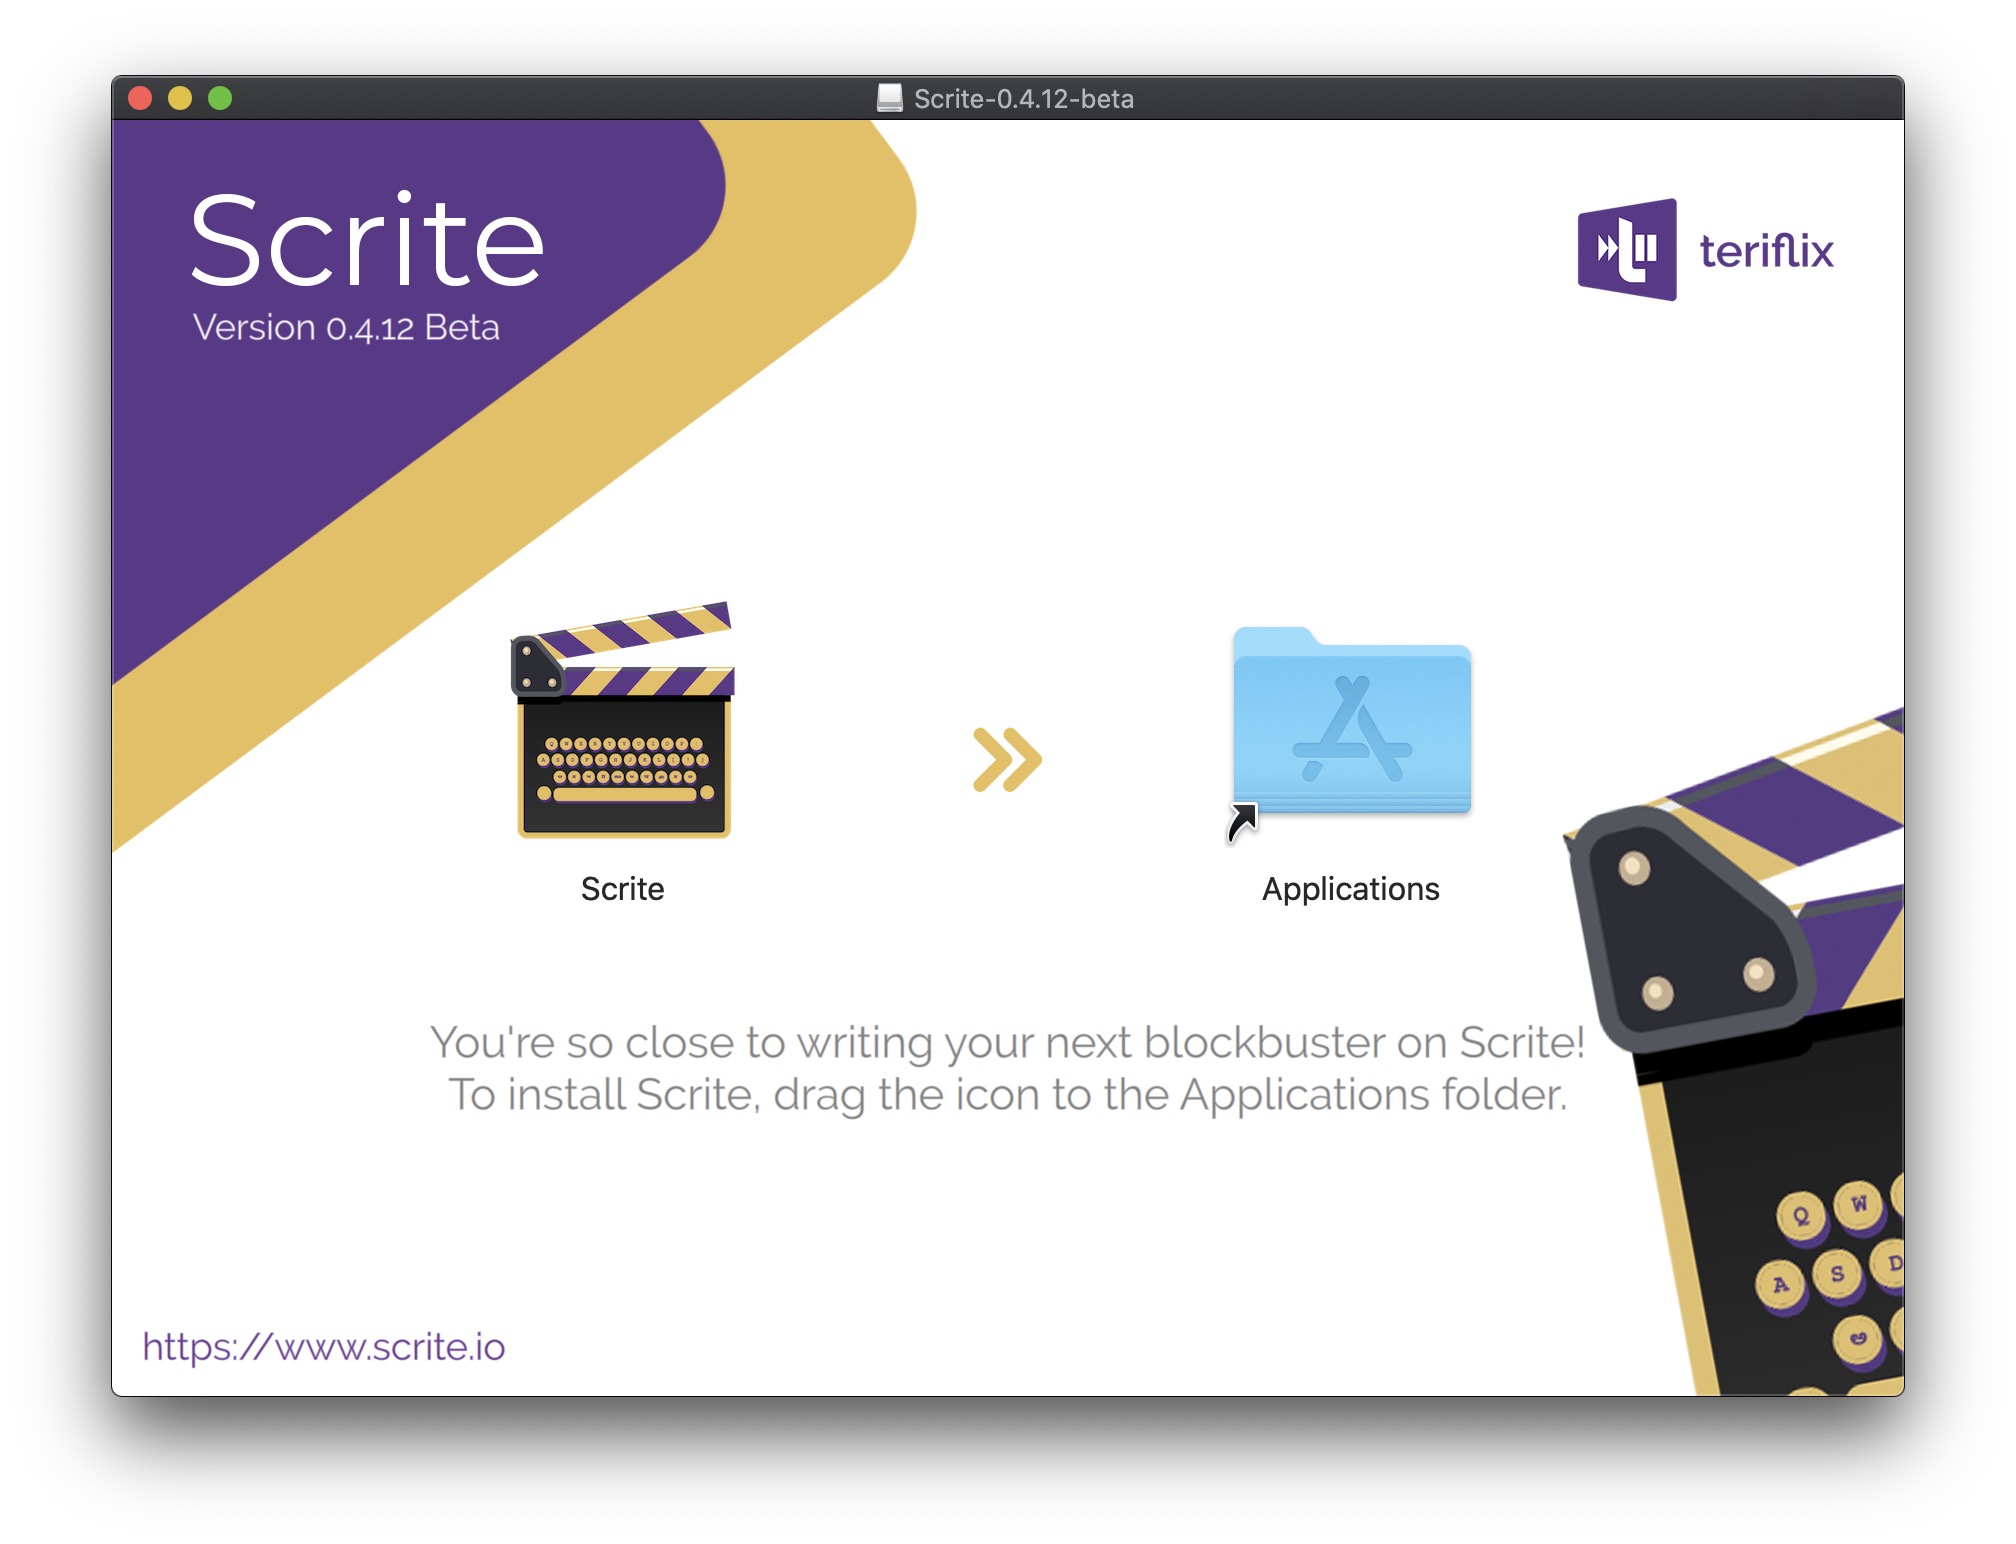 Scrite-0.4.12-beta
Scrite
Version 0.4.12 Beta
teriflix
Scrite
Applications
You're so close to writing your next blockbuster on Scrite!
To install Scrite, drag the icon to the Applications folder.
Q W
A S D
https://www.scrite.io